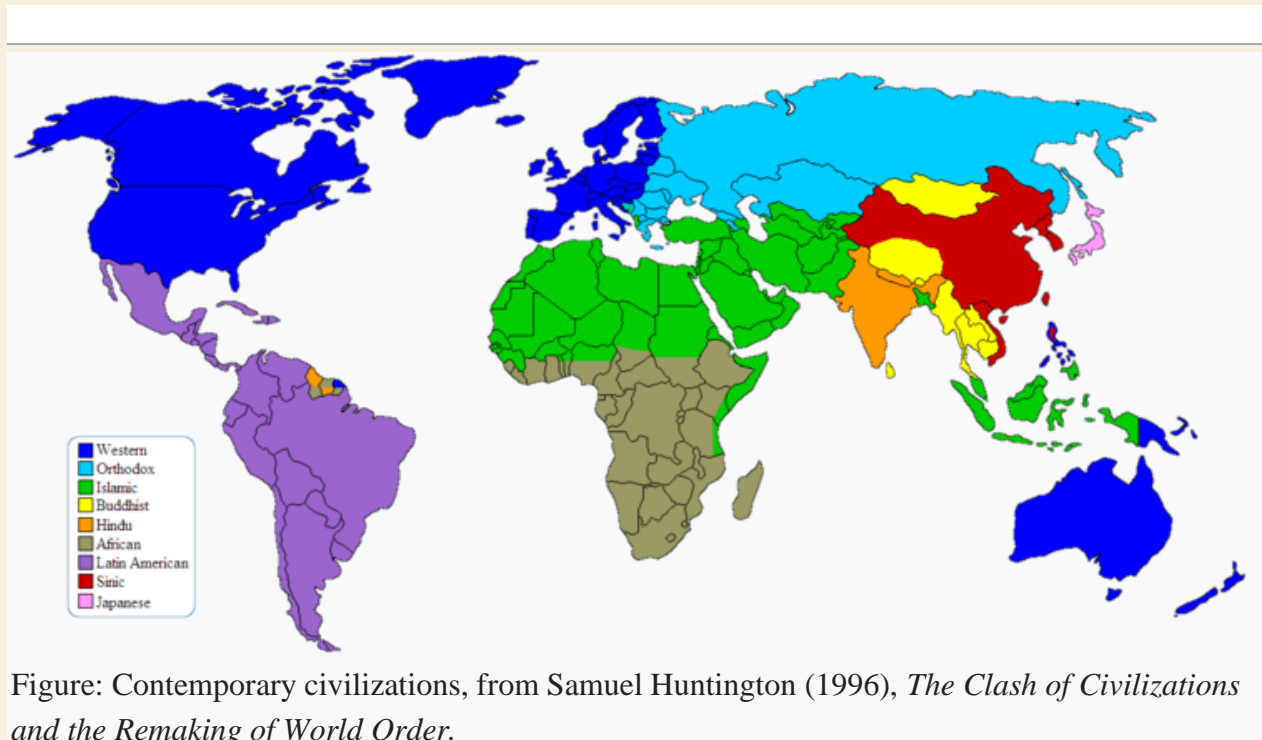 Western
Orthodox
Islamic
Buddhist
Hindu
African
Latin American
Sinic
Japanese
Figure: Contemporary civilizations, from Samuel Huntington (1996), The Clash of Civilizations
and the Remaking of World Order.